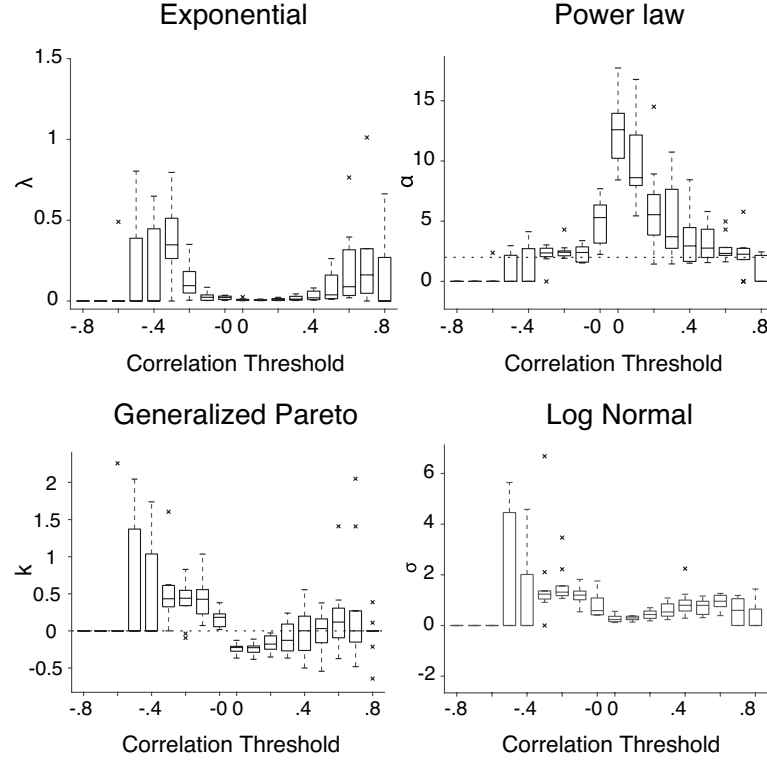 Exponential
1.5
1
0.5
0
λ
-.8 -.4 -0 0 .4 .8
Correlation Threshold
Power law
15
10
5
0
α
-.8 -.4 -0 0 .4 .8
Correlation Threshold
Generalized Pareto
2
1.5
1
0.5
0
-0.5
k
-.8 -.4 -0 0 .4 .8
Correlation Threshold
Log Normal
6
4
2
0
-2
σ
-.8 -.4 -0 0 .4 .8
Correlation Threshold